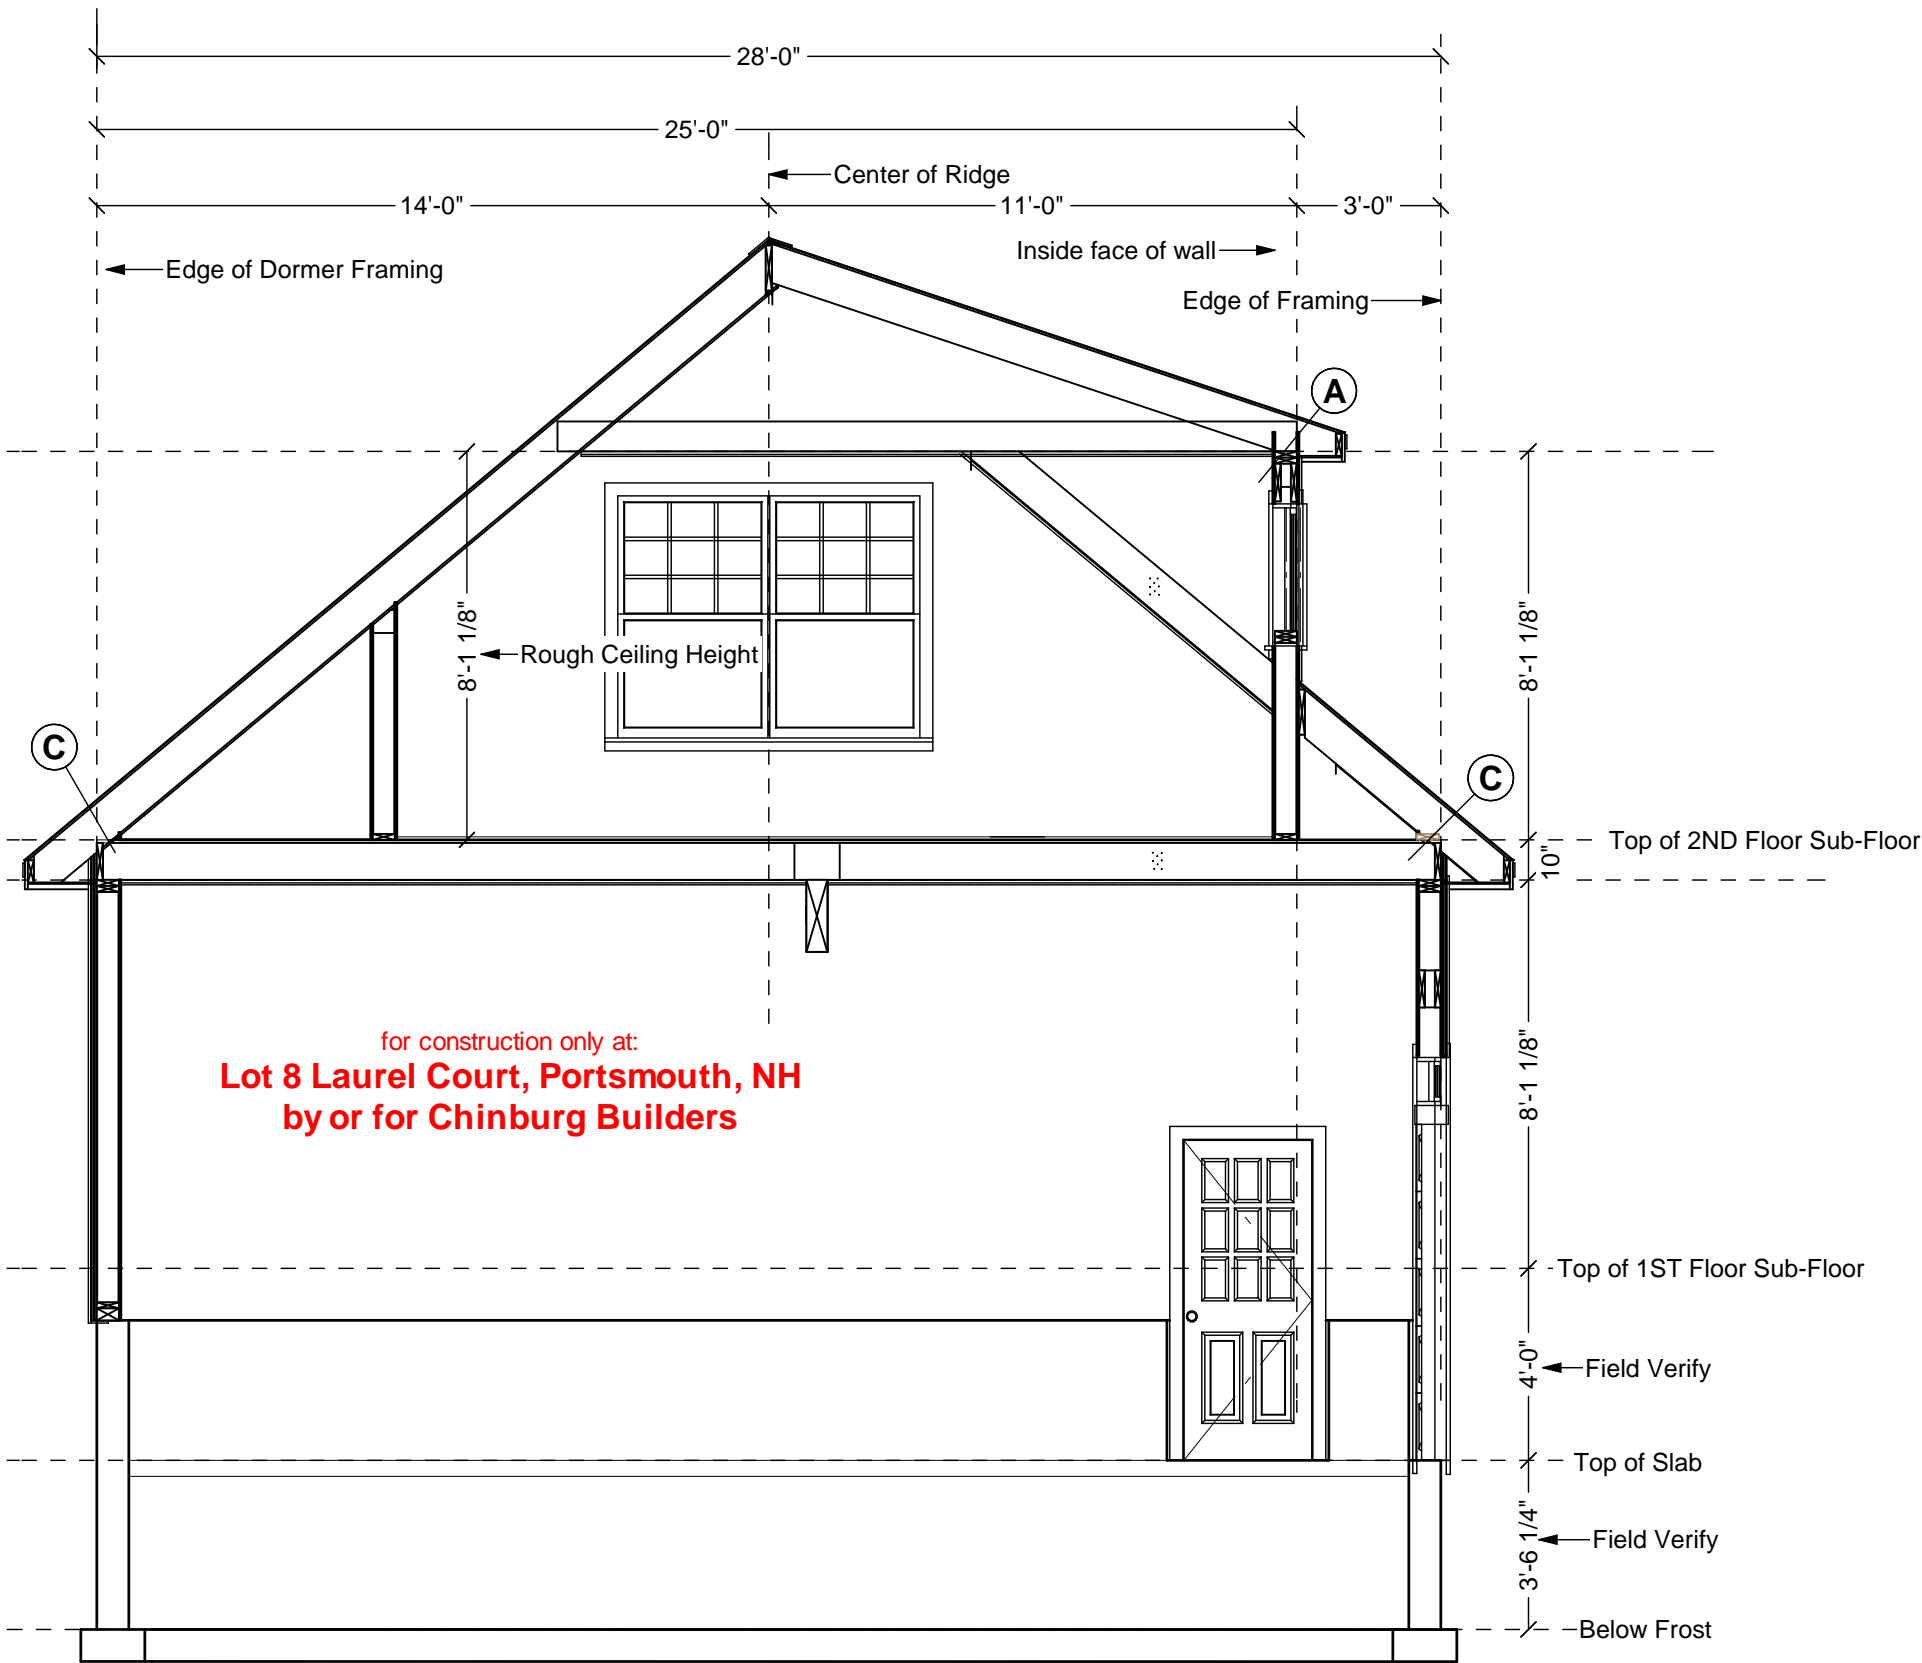 28'-0"
25'-0"
Center of Ridge
14'-0"
11'-0"
3'-0"
Inside face of wall
Edge of Dormer Framing
Edge of Framing
A
8'-1 1/8"
Rough Ceiling Height
8'-1 1/8"
C
C
Top of 2ND Floor Sub-Floor
10"
for construction only at:
Lot 8 Laurel Court, Portsmouth, NH
by or for Chinburg Builders
8'-1 1/8"
Top of 1ST Floor Sub-Floor
4'-0"
Field Verify
Top of Slab
3'-6 1/4"
Field Verify
Below Frost